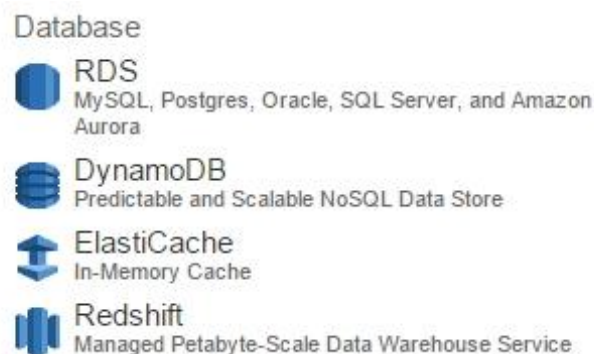 Database
RDS
MySQL, Postgres, Oracle, SQL Server, and Amazon
Aurora
DynamoDB
Predictable and Scalable NoSQL Data Store
ElastiCache
In-Memory Cache
Redshift
Managed Petabyte-Scale Data Warehouse Service